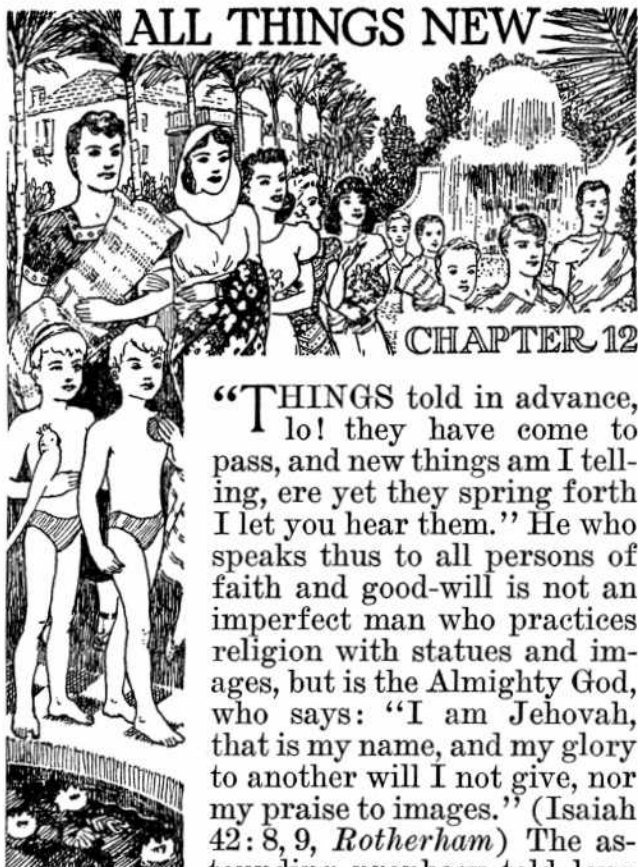 ALL THINGS NEW
CHAPTER 12
“THINGS told in advance,
lo! they have come to
pass, and new things am I tell-
ing, ere yet they spring forth
I let you hear them.” He who
speaks thus to all persons of
faith and good-will is not an
imperfect man who practices
religion with statues and im-
ages, but is the Almighty God,
who says: “I am Jehovah,
that is my name, and my glory
to another will I not give, nor
my praise to images.” (Isaiah
42: 8, 9, Rotherham) The as-